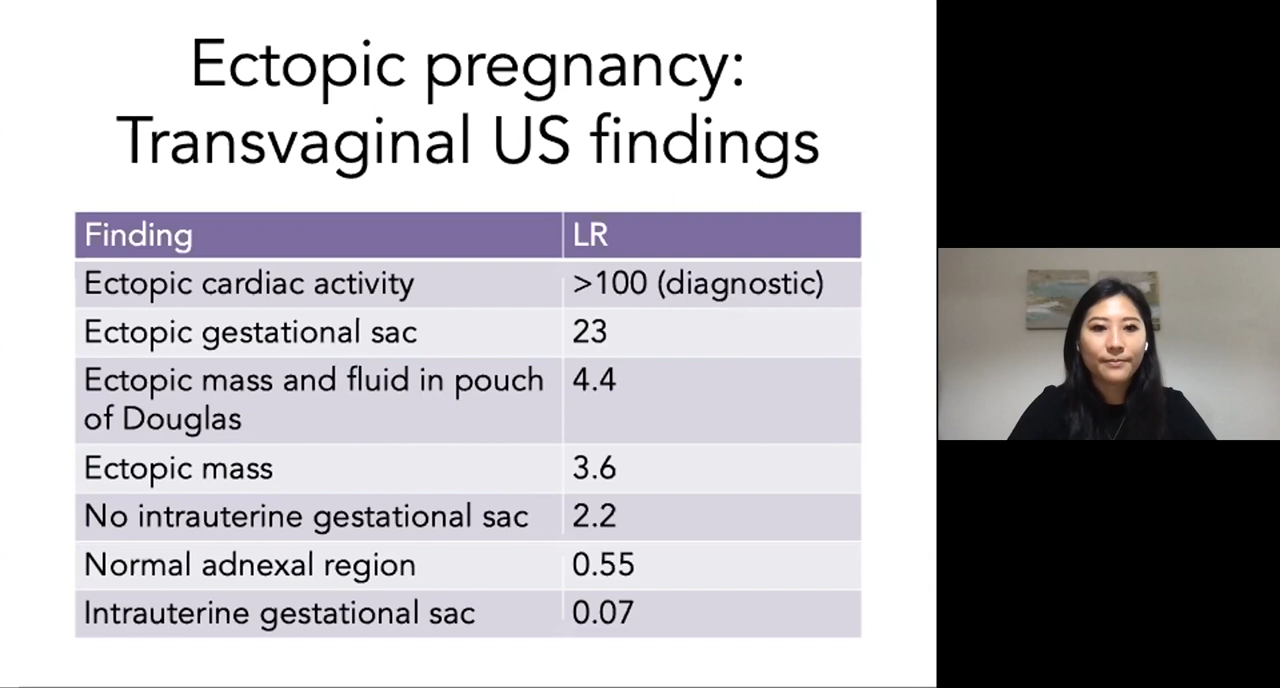 Ectopic pregnancy:
Transvaginal US findings
Finding LR
Ectopic cardiac activity >100 (diagnostic)
Ectopic gestational sac 23
Ectopic mass and fluid in pouch 4.4
of Douglas
Ectopic mass 3.6
No intrauterine gestational sac 2.2
Normal adnexal region 0.55
Intrauterine gestational sac 0.07